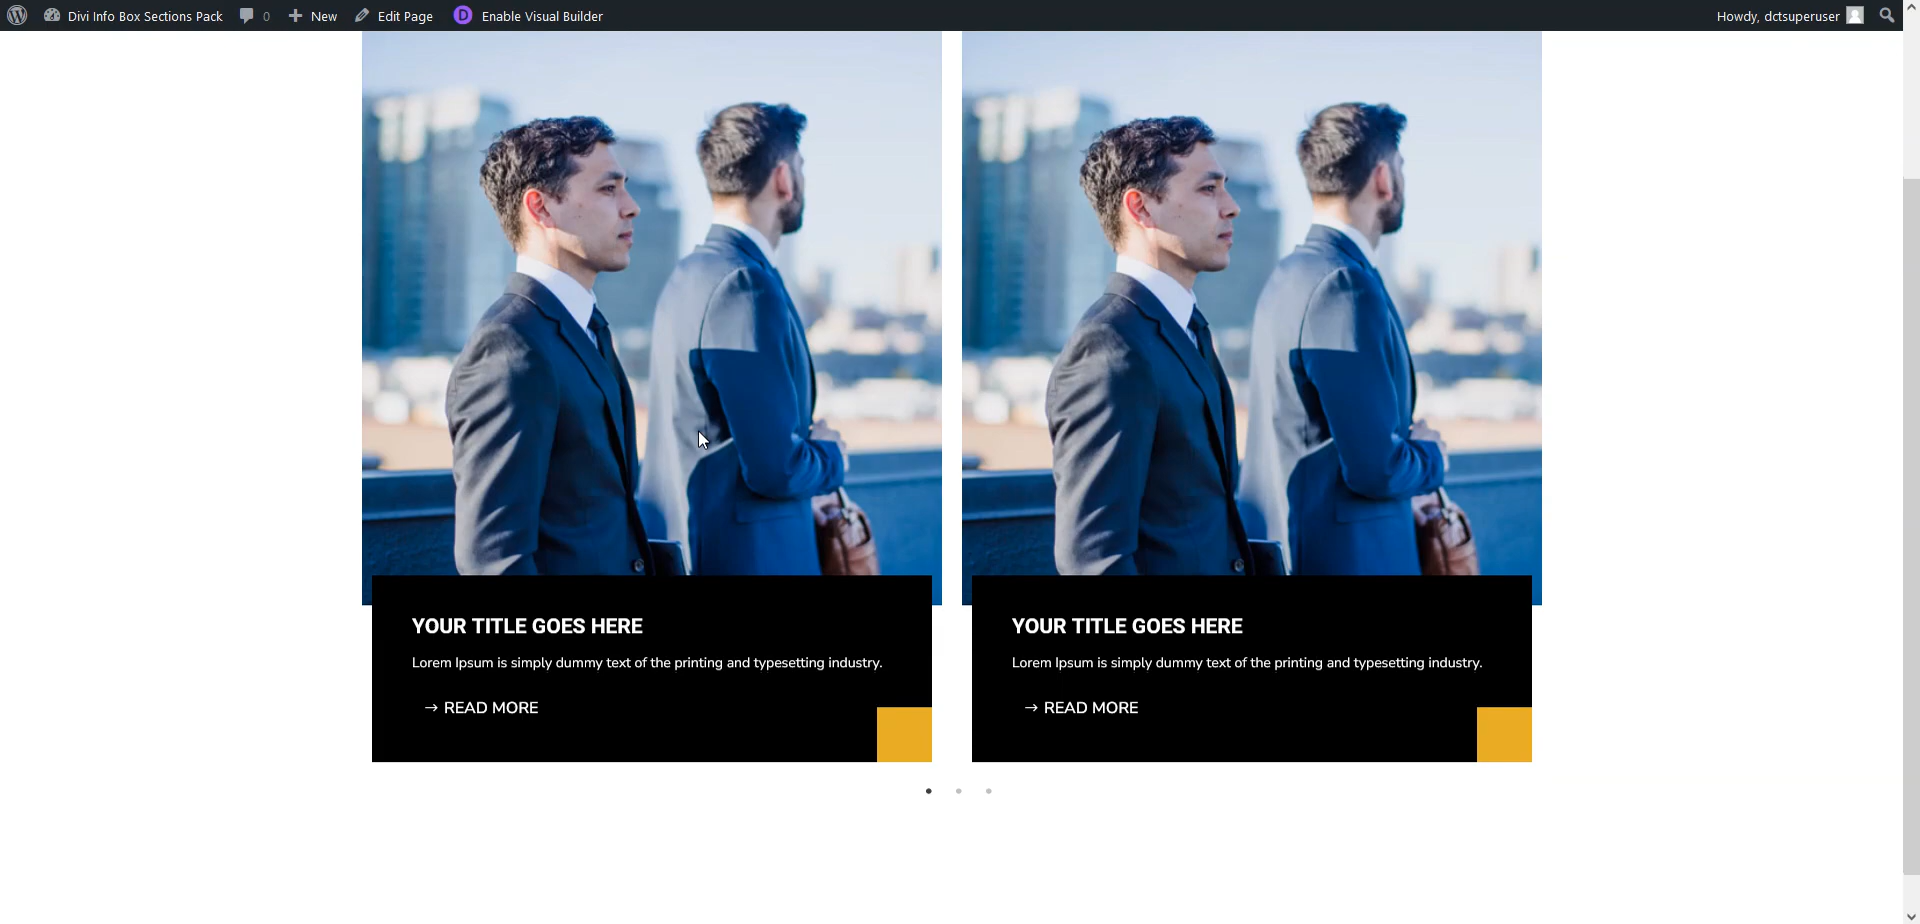 Divi Info Box Sections Pack 0 New Edit Page D Enable Visual Builder Howdy, dctsuperuser
YOUR TITLE GOES HERE
Lorem Ipsum is simply dummy text of the printing and typesetting industry.
→ READ MORE
YOUR TITLE GOES HERE
Lorem Ipsum is simply dummy text of the printing and typesetting industry.
→ READ MORE